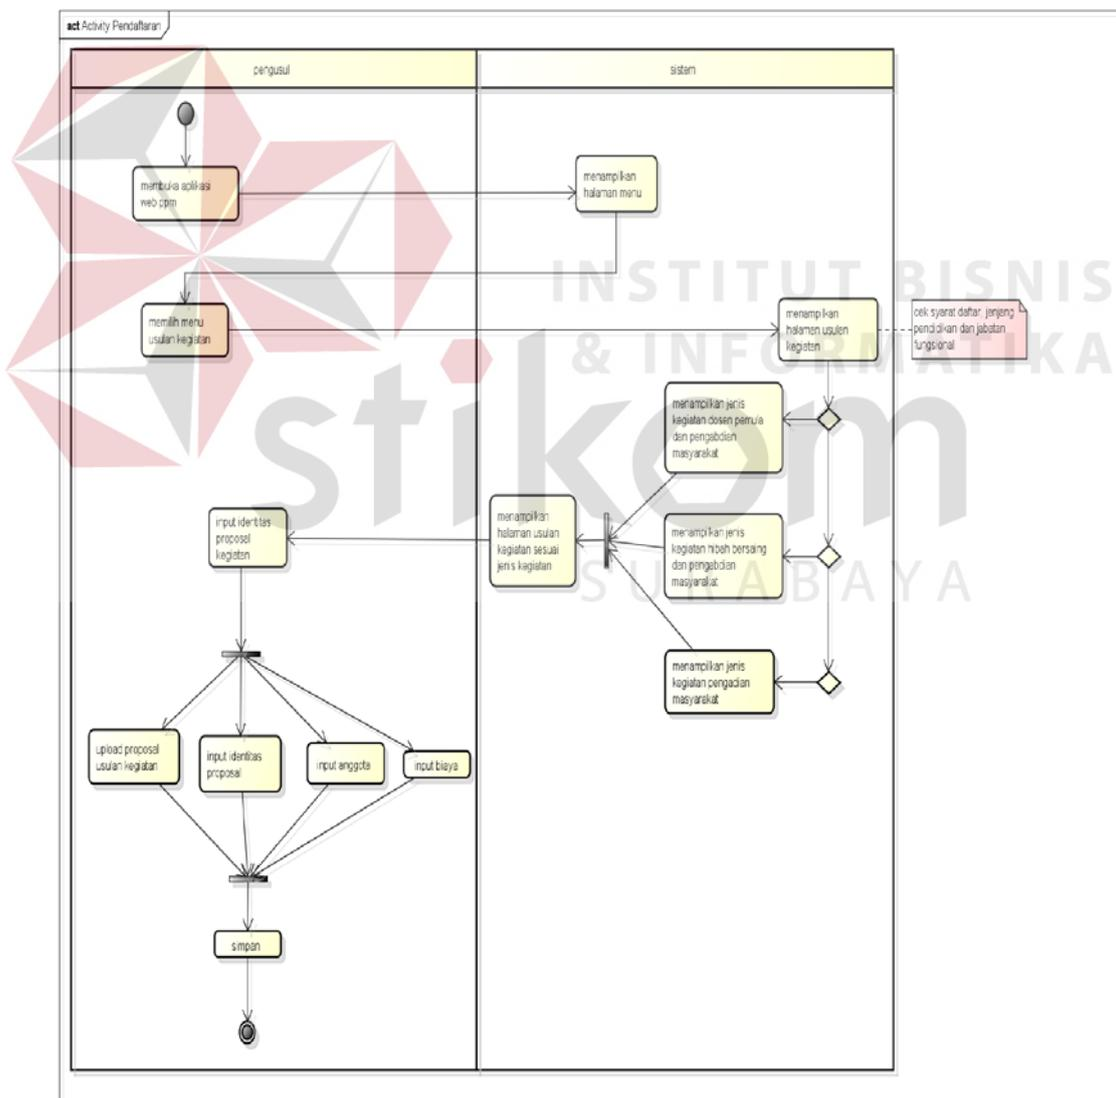 act Activity Pendaftaran
pengusul
sistem
membuka aplikasi
web ppm
menampilkan
halaman menu
memilih menu
usulan kegiatan
menampilkan
halaman usulan
kegiatan
cek syarat daftar, jenjang
pendidikan dan jabatan
fungsional
menampilkan jenis
kegiatan dosen pemula
dan pengabdian
masyarakat
menampilkan jenis
kegiatan hibah bersaing
dan pengabdian
masyarakat
menampilkan jenis
kegiatan pengadian
masyarakat
menampilkan
halaman usulan
kegiatan sesuai
jenis kegiatan
input identitas
proposal
kegiatan
upload proposal
usulan kegiatan
input identitas
proposal
input anggota
input biaya
simpan
INSTITUT BISNIS
& INFORMATIKA
stikom
SURABAYA